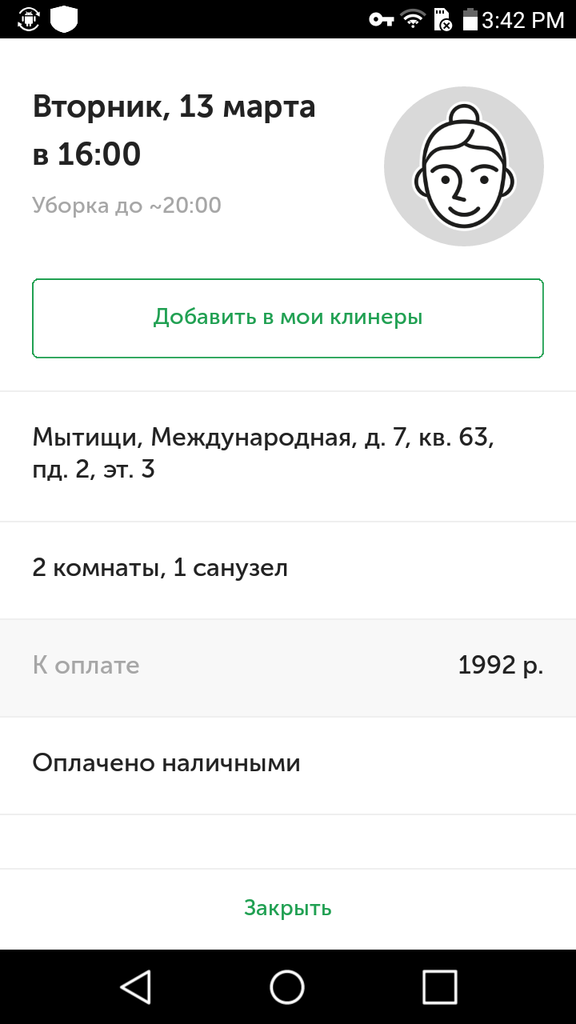 3:42 PM
Вторник, 13 марта
в 16:00
Уборка до ~20:00
Добавить в мои клинеры
Мытищи, Международная, д. 7, кв. 63,
пд. 2, эт. 3
2 комнаты, 1 санузел
К оплате 1992 р.
Оплачено наличными
Закрыть